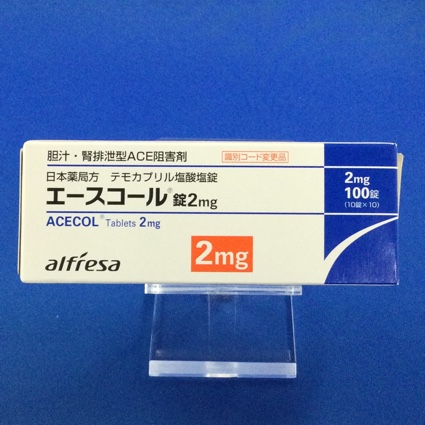 胆汁・腎排泄型ACE阻害剤
識別コード変更品
日本薬局方 テモカプリル塩酸塩錠
エースコール®錠2mg
ACECOL® Tablets 2mg
2mg
alfresa
2mg
100錠
(10錠×10)